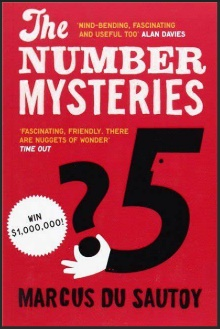 The
'MIND-BENDING, FASCINATING
AND USEFUL TOO' ALAN DAVIES
NUMBER
MYSTERIES
'FASCINATING, FRIENDLY. THERE
ARE NUGGETS OF WONDER'
TIME OUT
?5
WIN
$1,000,000!
MARCUS DU SAUTOY